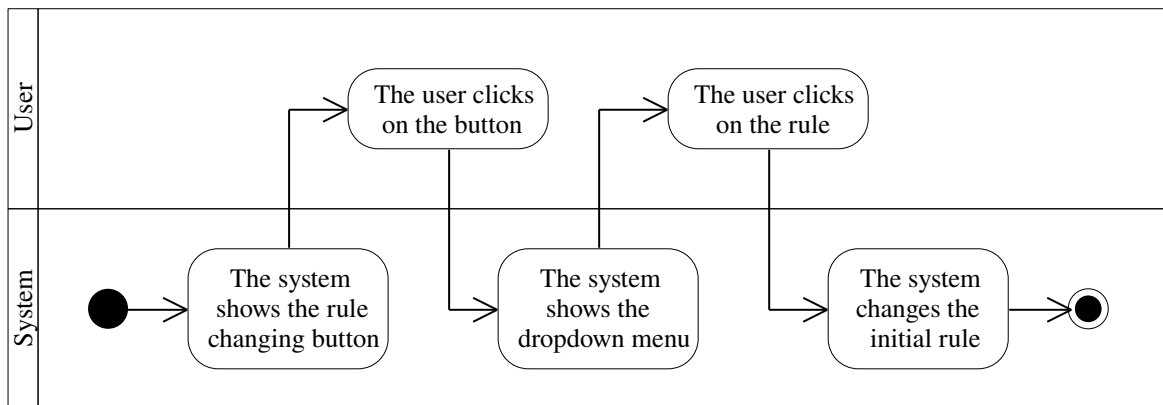 User
The user clicks
on the button
The user clicks
on the rule
System
The system
shows the rule
changing button
The system
shows the
dropdown menu
The system
changes the
initial rule